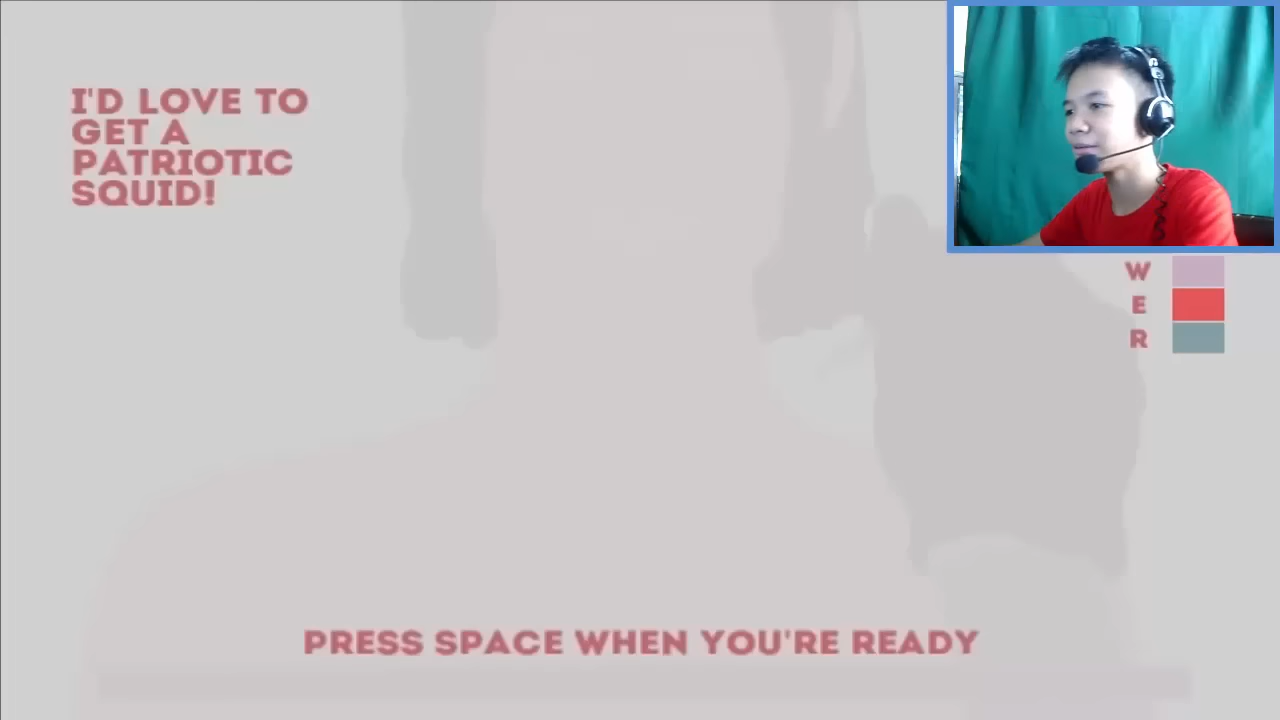 I'D LOVE TO
GET A
PATRIOTIC
SQUID!
W
E
R
PRESS SPACE WHEN YOU'RE READY